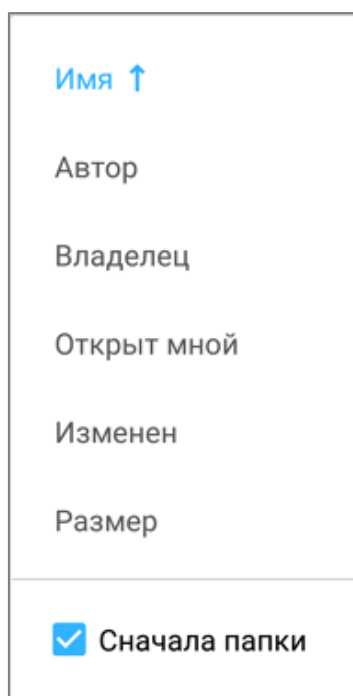 Имя ↑
Автор
Владелец
Открыт мной
Изменен
Размер
Сначала папки